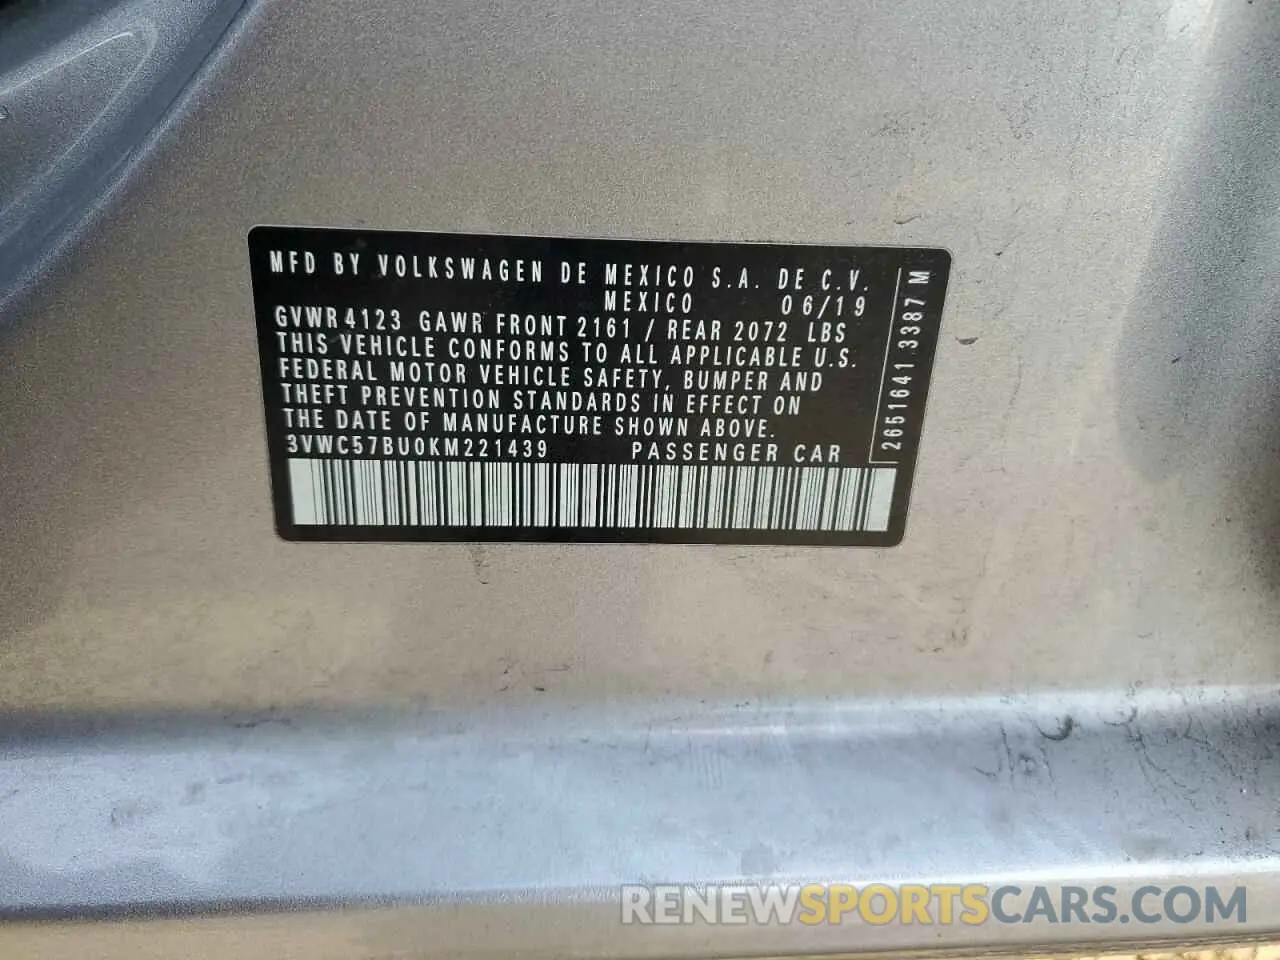 MFD BY VOLKSWAGEN DE MEXICO S.A. DE C.V.
MEXICO 06/19
GVWR 4123 GAWR FRONT 2161 / REAR 2072 LBS
THIS VEHICLE CONFORMS TO ALL APPLICABLE U.S.
FEDERAL MOTOR VEHICLE SAFETY, BUMPER AND
THEFT PREVENTION STANDARDS IN EFFECT ON
THE DATE OF MANUFACTURE SHOWN ABOVE.
3VWC57BU0KM221439 PASSENGER CAR
2651641 3387 M
RENEWSPORTSCARS.COM